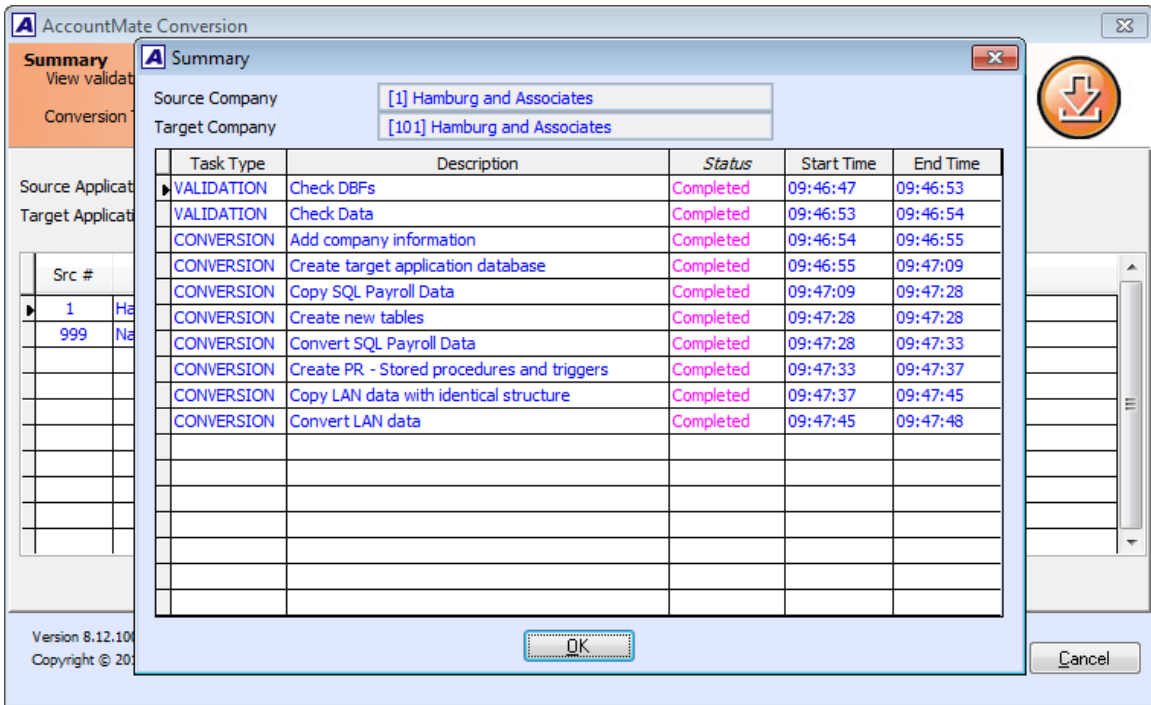 AccountMate Conversion
Summary
View validat
Conversion
Source Applicat
Target Applicati
Src #
1 Ha
999 Na
Version 8.12.10
Copyright © 20
Cancel
Summary
Source Company [1] Hamburg and Associates
Target Company [101] Hamburg and Associates
Task Type Description Status Start Time End Time
VALIDATION Check DBFs Completed 09:46:47 09:46:53
VALIDATION Check Data Completed 09:46:53 09:46:54
CONVERSION Add company information Completed 09:46:54 09:46:55
CONVERSION Create target application database Completed 09:46:55 09:47:09
CONVERSION Copy SQL Payroll Data Completed 09:47:09 09:47:28
CONVERSION Create new tables Completed 09:47:28 09:47:28
CONVERSION Convert SQL Payroll Data Completed 09:47:28 09:47:33
CONVERSION Create PR - Stored procedures and triggers Completed 09:47:33 09:47:37
CONVERSION Copy LAN data with identical structure Completed 09:47:37 09:47:45
CONVERSION Convert LAN data Completed 09:47:45 09:47:48
OK